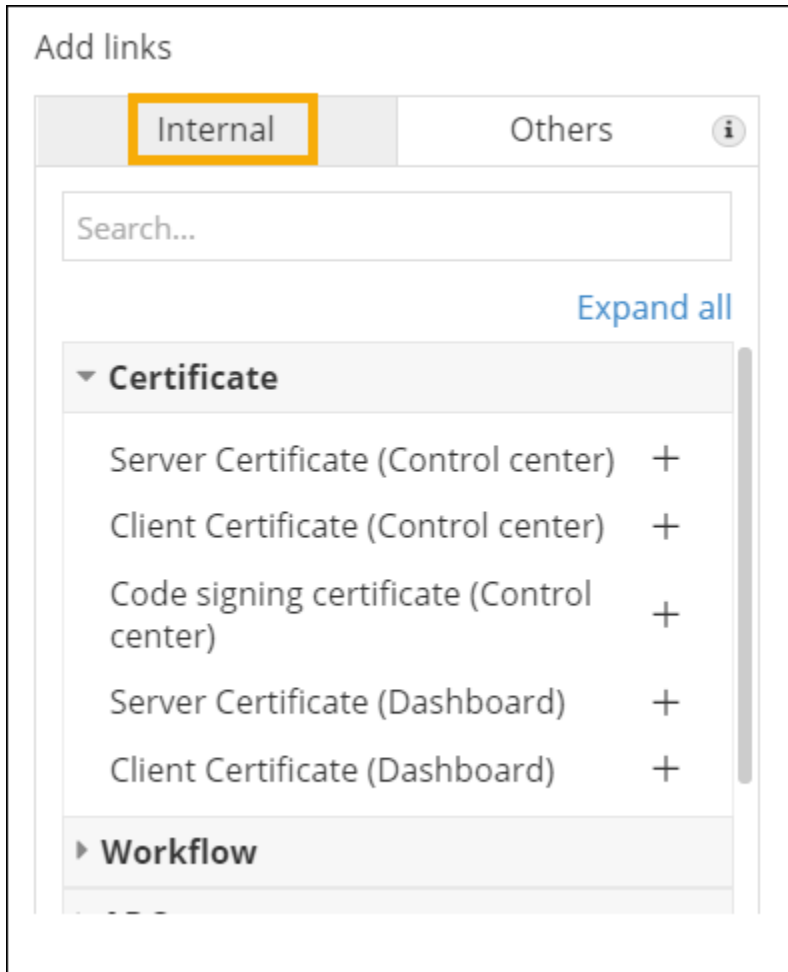 Add links
Internal
Others
i
Search...
Expand all
Certificate
Server Certificate (Control center) +
Client Certificate (Control center) +
Code signing certificate (Control
center) +
Server Certificate (Dashboard) +
Client Certificate (Dashboard) +
Workflow